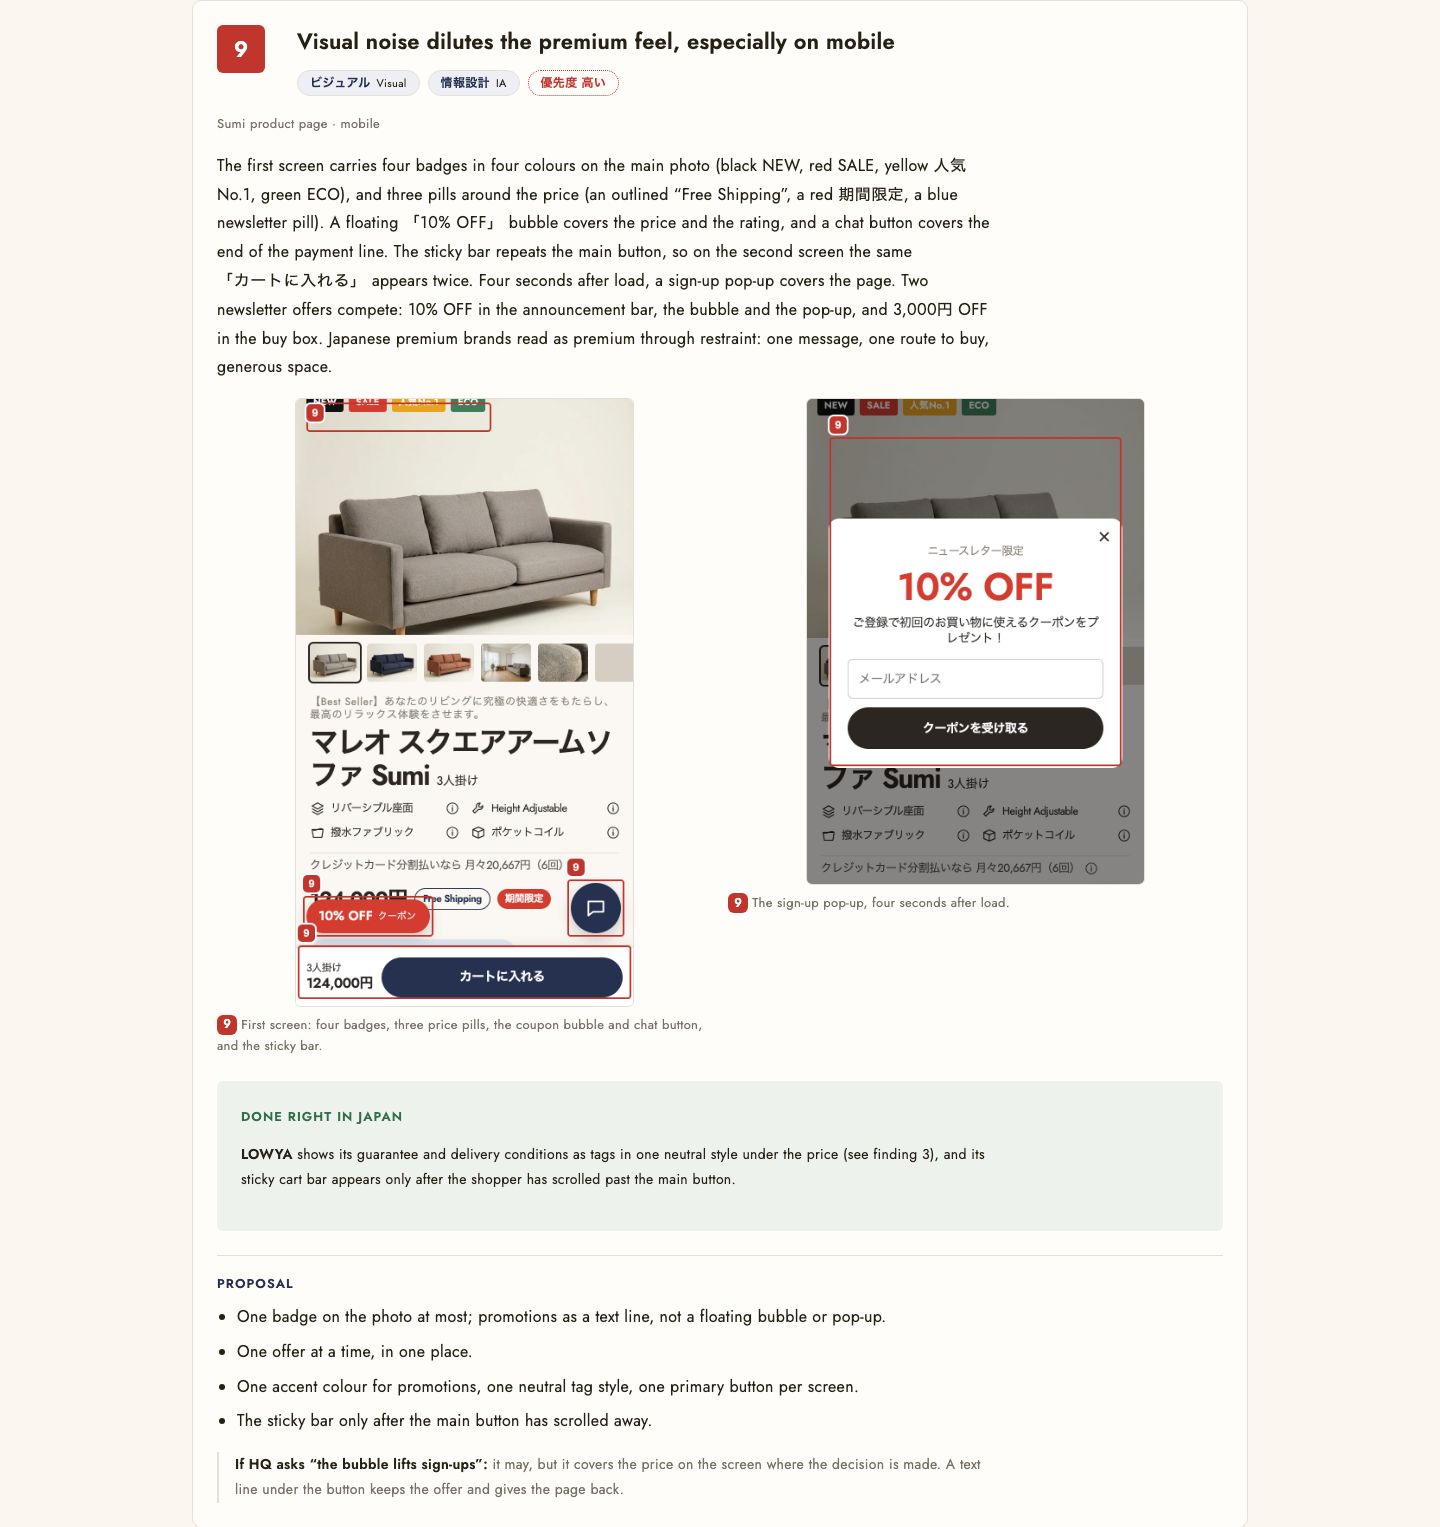 9
Visual noise dilutes the premium feel, especially on mobile
ビジュアル Visual
情報設計 IA
優先度 高い
Sumi product page · mobile
The first screen carries four badges in four colours on the main photo (black NEW, red SALE, yellow 人気
No.1, green ECO), and three pills around the price (an outlined “Free Shipping”, a red 期間限定, a blue
newsletter pill). A floating 「10% OFF」 bubble covers the price and the rating, and a chat button covers the
end of the payment line. The sticky bar repeats the main button, so on the second screen the same
「カートに入れる」 appears twice. Four seconds after load, a sign-up pop-up covers the page. Two
newsletter offers compete: 10% OFF in the announcement bar, the bubble and the pop-up, and 3,000円 OFF
in the buy box. Japanese premium brands read as premium through restraint: one message, one route to buy,
generous space.
NEW SALE 人気No.1 ECO
9
【Best Seller】あなたのリビングに究極の快適さをもたらし、
最高のリラックス体験をさせます。
マレオ スクエアアームソ
ファ Sumi 3人掛け
リバーシブル座面
Height Adjustable
撥水ファブリック
ポケットコイル
クレジットカード分割払いなら 月々20,667円（6回）
9
9
124,000円 Free Shipping 期間限定
10% OFF クーポン
9
3人掛け
124,000円
カートに入れる
9 First screen: four badges, three price pills, the coupon bubble and chat button,
and the sticky bar.
NEW SALE 人気No.1 ECO
9
ニュースレター限定
10% OFF
ご登録で初回のお買い物に使えるクーポンをプ
レゼント！
メールアドレス
クーポンを受け取る
ファ Sumi 3人掛け
リバーシブル座面
Height Adjustable
撥水ファブリック
ポケットコイル
クレジットカード分割払いなら 月々20,667円（6回）
9 The sign-up pop-up, four seconds after load.
DONE RIGHT IN JAPAN
LOWYA shows its guarantee and delivery conditions as tags in one neutral style under the price (see finding 3), and its
sticky cart bar appears only after the shopper has scrolled past the main button.
PROPOSAL
• One badge on the photo at most; promotions as a text line, not a floating bubble or pop-up.
• One offer at a time, in one place.
• One accent colour for promotions, one neutral tag style, one primary button per screen.
• The sticky bar only after the main button has scrolled away.
If HQ asks “the bubble lifts sign-ups”: it may, but it covers the price on the screen where the decision is made. A text
line under the button keeps the offer and gives the page back.